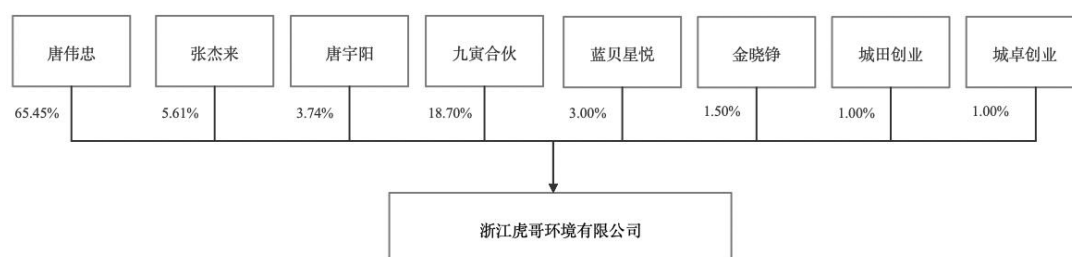 唐伟忠
张杰来
唐宇阳
九寅合伙
蓝贝星悦
金晓铮
城田创业
城卓创业
65.45%
5.61%
3.74%
18.70%
3.00%
1.50%
1.00%
1.00%
浙江虎哥环境有限公司